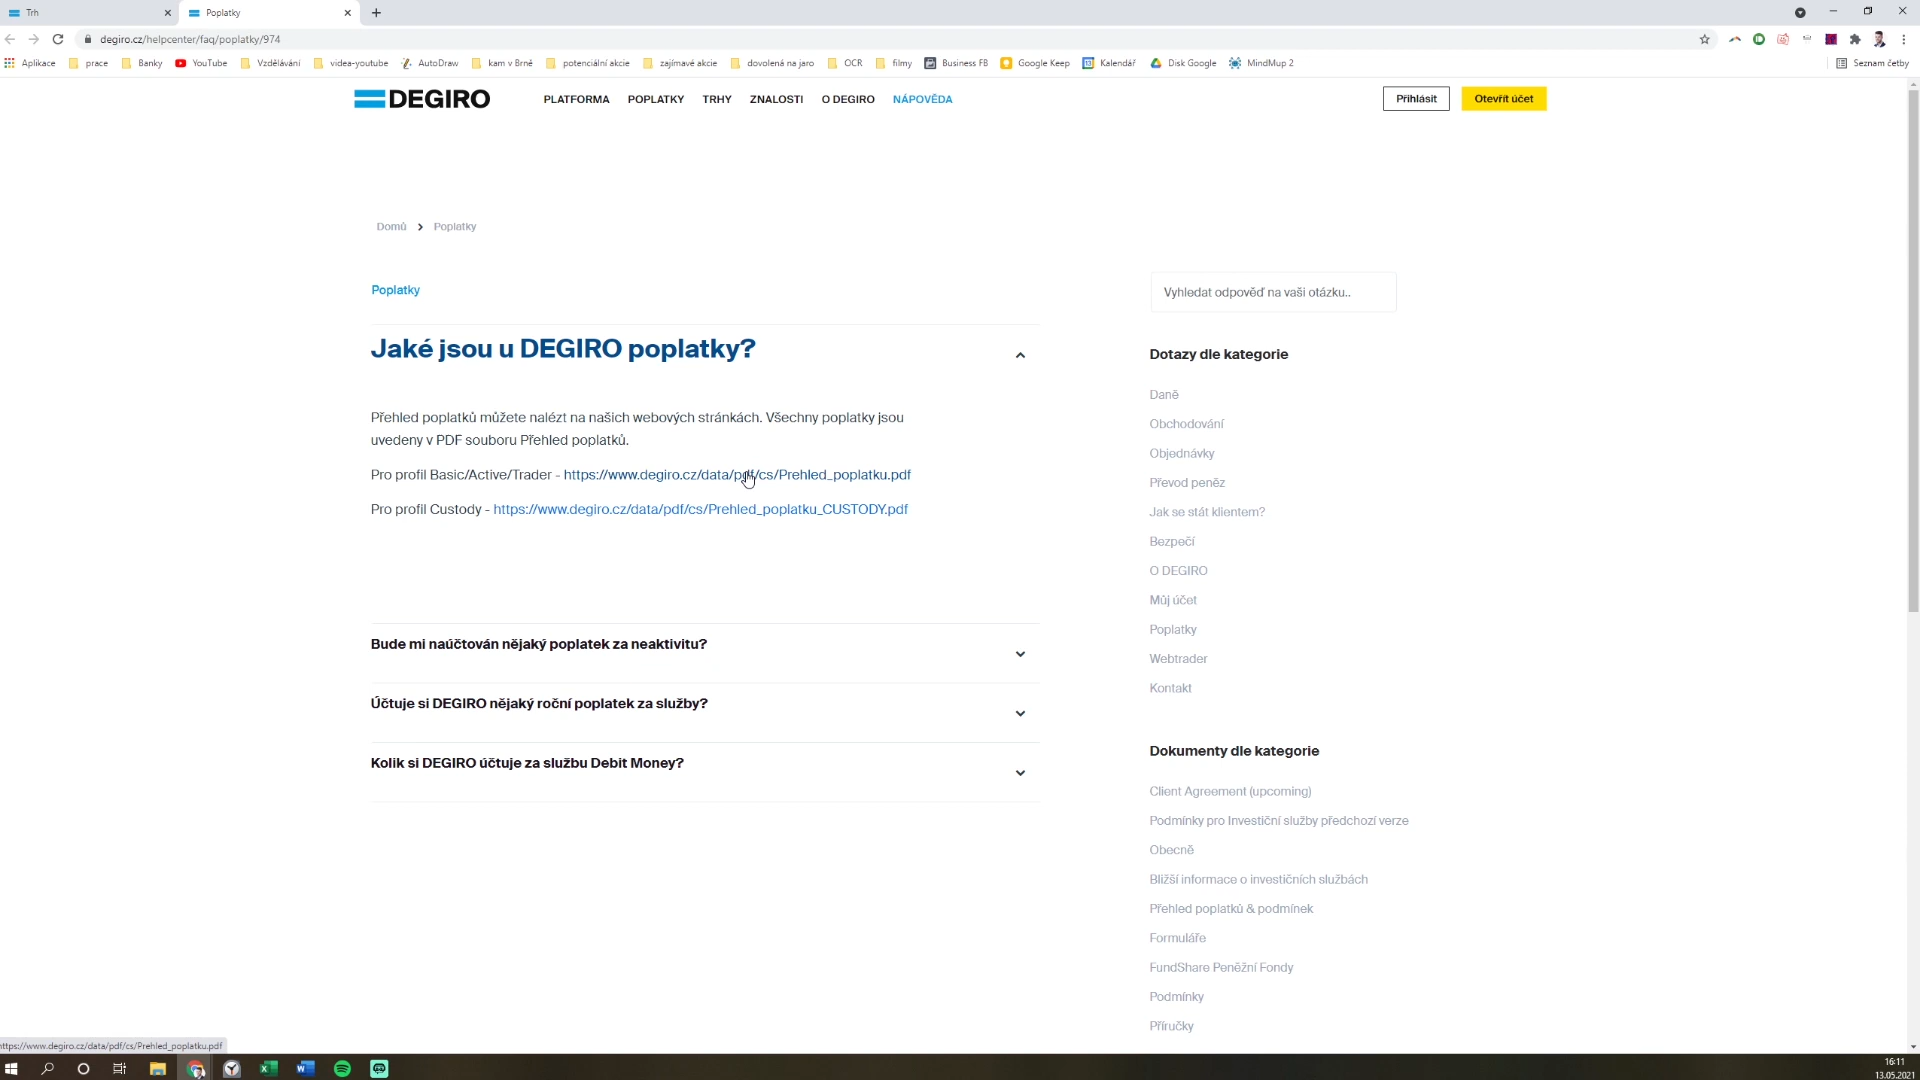 Trh
Poplatky
degiro.cz/helpcenter/faq/poplatky/974
Aplikace
prace
Banky
YouTube
Vzdělávání
videa-youtube
AutoDraw
kam v Brně
potenciální akcie
zajímavé akcie
dovolená na jaro
OCR
filmy
Business FB
Google Keep
Kalendář
Disk Google
MindMup 2
Seznam četby
DEGIRO
PLATFORMA
POPLATKY
TRHY
ZNALOSTI
O DEGIRO
NÁPOVĚDA
Přihlásit
Otevřít účet
Domů
Poplatky
Poplatky
Jaké jsou u DEGIRO poplatky?
Přehled poplatků můžete nalézt na našich webových stránkách. Všechny poplatky jsou
uvedeny v PDF souboru Přehled poplatků.
Pro profil Basic/Active/Trader - https://www.degiro.cz/data/pdf/cs/Prehled_poplatku.pdf
Pro profil Custody - https://www.degiro.cz/data/pdf/cs/Prehled_poplatku_CUSTODY.pdf
Bude mi naúčtován nějaký poplatek za neaktivitu?
Účtuje si DEGIRO nějaký roční poplatek za služby?
Kolik si DEGIRO účtuje za službu Debit Money?
Vyhledat odpověď na vaši otázku..
Dotazy dle kategorie
Daně
Obchodování
Objednávky
Převod peněz
Jak se stát klientem?
Bezpečí
O DEGIRO
Můj účet
Poplatky
Webtrader
Kontakt
Dokumenty dle kategorie
Client Agreement (upcoming)
Podmínky pro Investiční služby předchozí verze
Obecně
Bližší informace o investičních službách
Přehled poplatků & podmínek
Formuláře
FundShare Peněžní Fondy
Podmínky
Příručky
ttps://www.degiro.cz/data/pdf/cs/Prehled_poplatku.pdf
16:11
13.05.2021